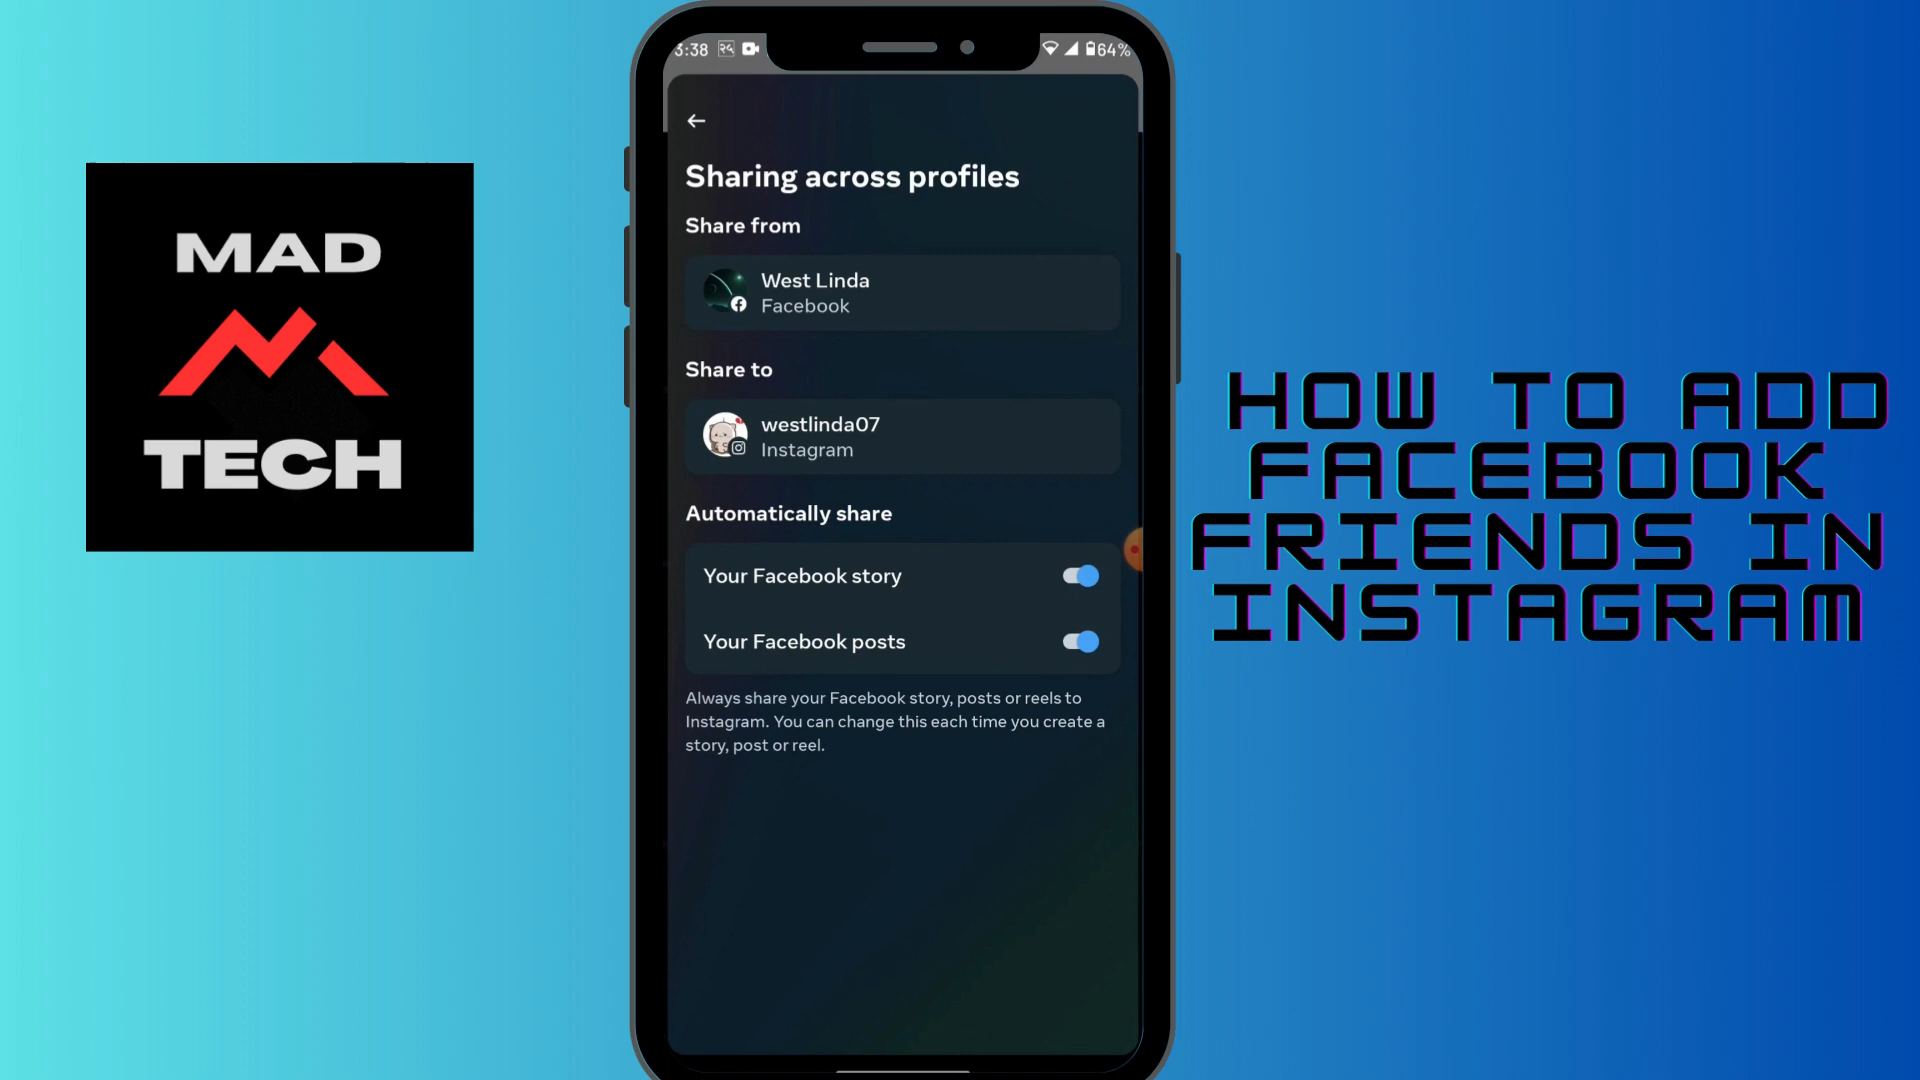 MAD
TECH
3:38 64%
Sharing across profiles
Share from
West Linda
Facebook
Share to
westlinda07
Instagram
Automatically share
Your Facebook story
Your Facebook posts
Always share your Facebook story, posts or reels to
Instagram. You can change this each time you create a
story, post or reel.
HOW TO ADD
FACEBOOK
FRIENDS IN
INSTAGRAM